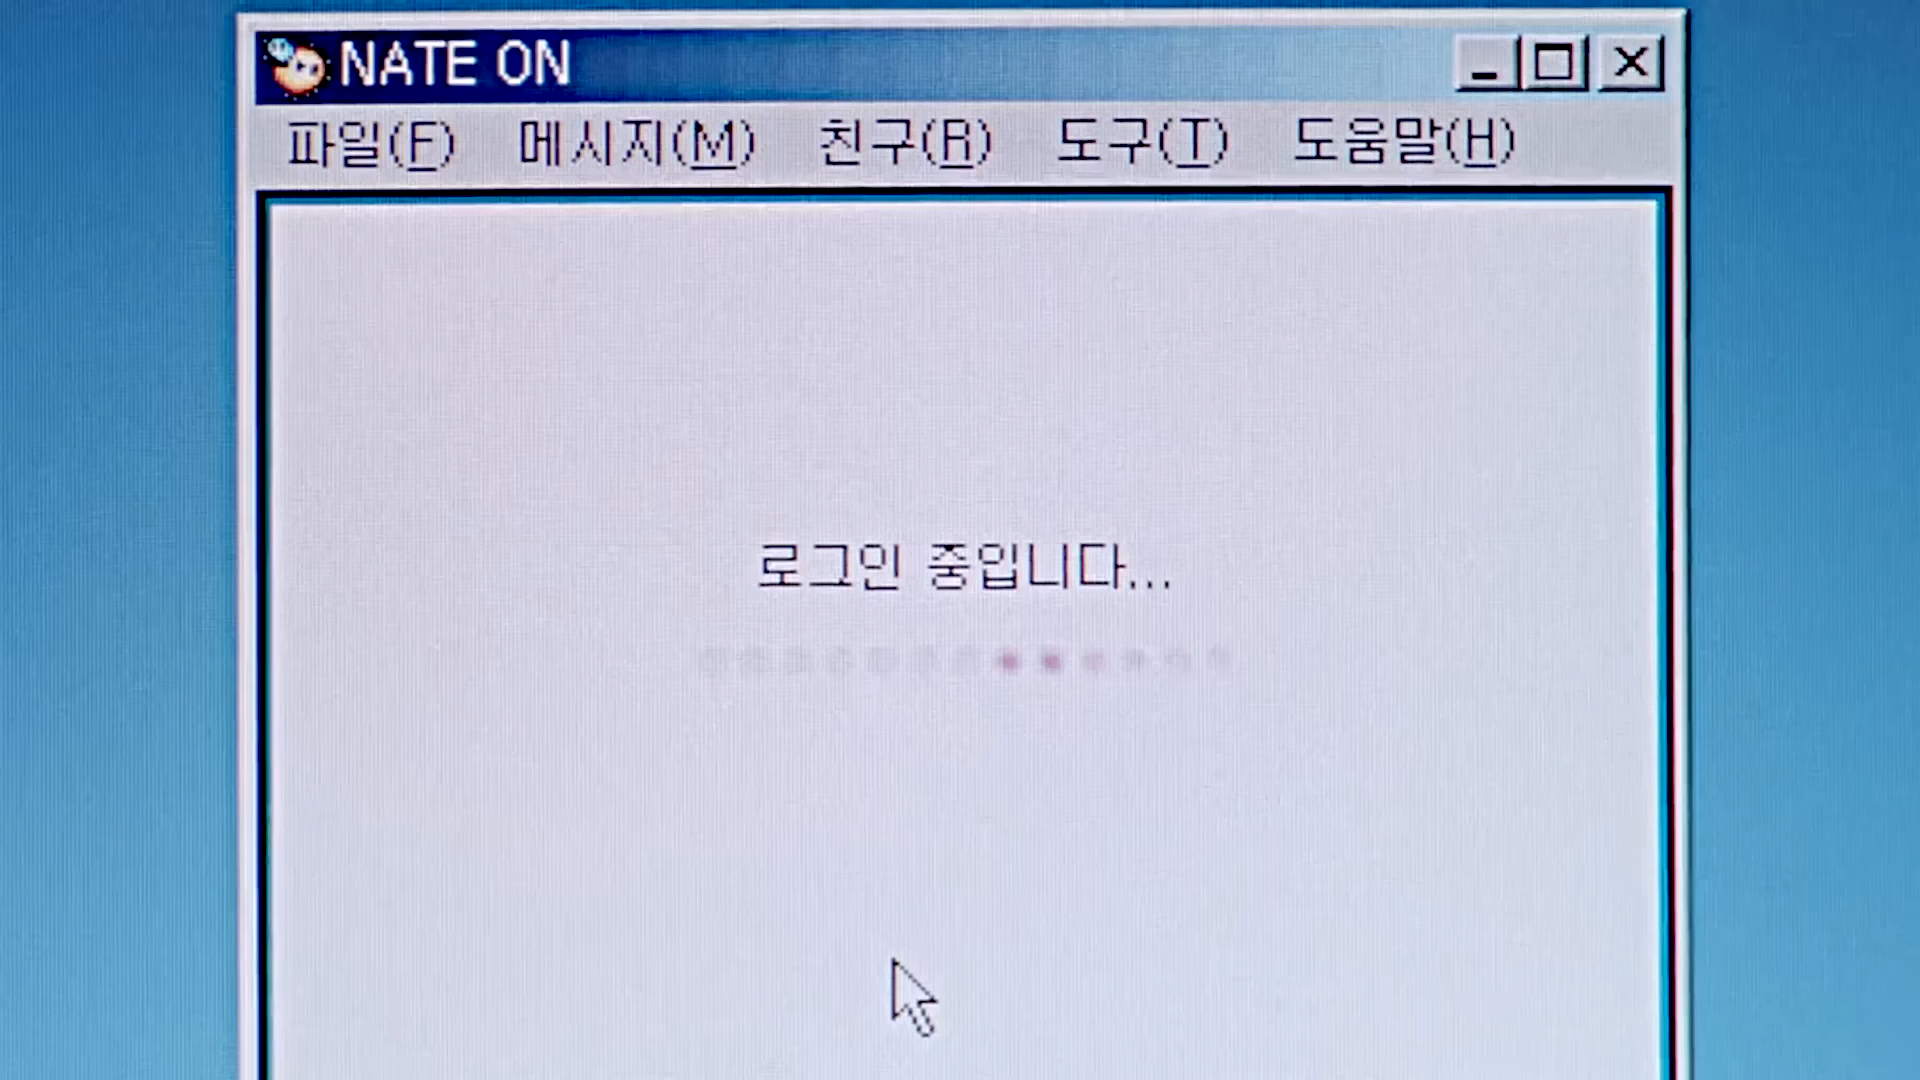 NATE ON
파일(F) 메시지(M) 친구(R) 도구(T) 도움말(H)
로그인 중입니다...